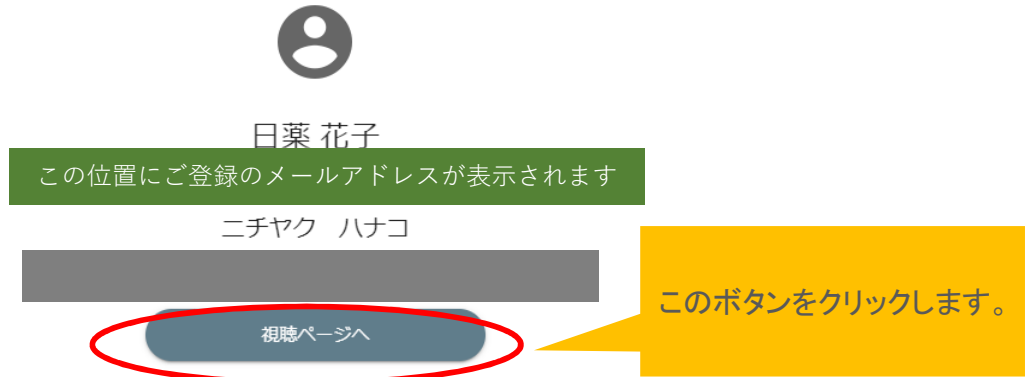 日薬 花子
この位置にご登録のメールアドレスが表示されます
ニチヤク　ハナコ
このボタンをクリックします。
視聴ページへ